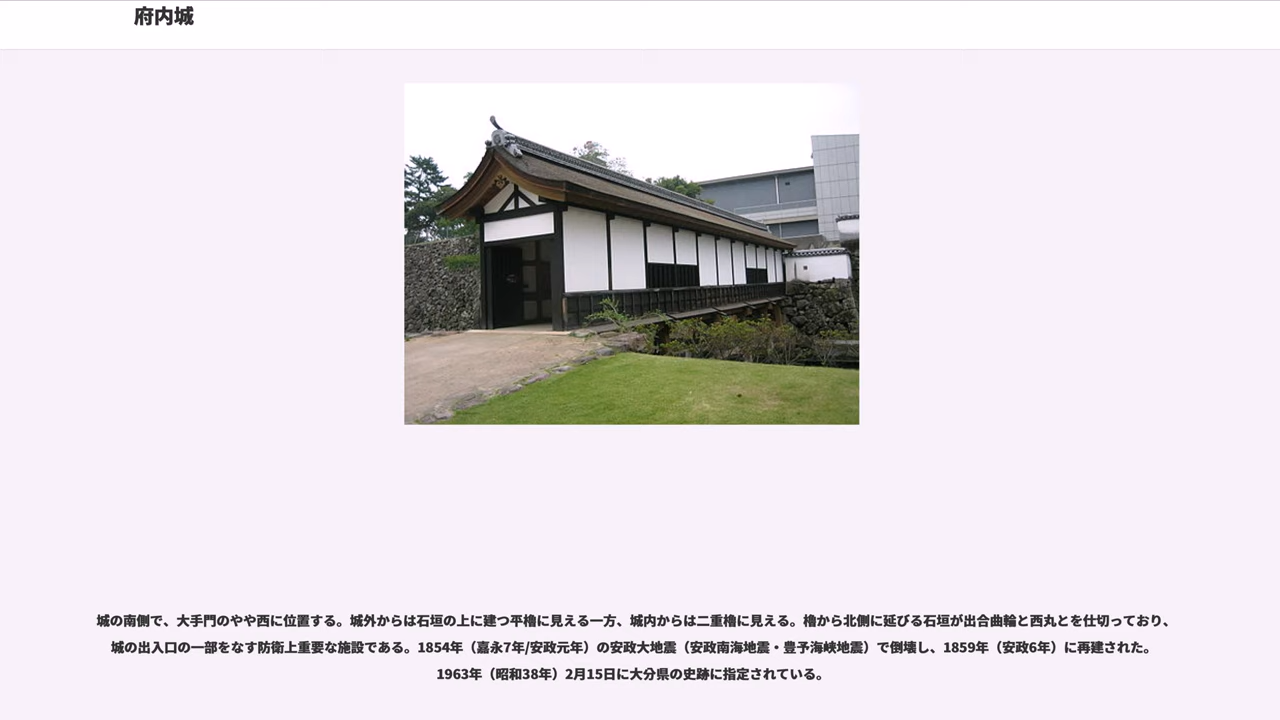 府内城
城の南側で、大手門のやや西に位置する。城外からは石垣の上に建つ平櫓に見える一方、城内からは二重櫓に見える。櫓から北側に延びる石垣が出合曲輪と西丸とを仕切っており、
城の出入口の一部をなす防衛上重要な施設である。1854年（嘉永7年/安政元年）の安政大地震（安政南海地震・豊予海峡地震）で倒壊し、1859年（安政6年）に再建された。
1963年（昭和38年）2月15日に大分県の史跡に指定されている。